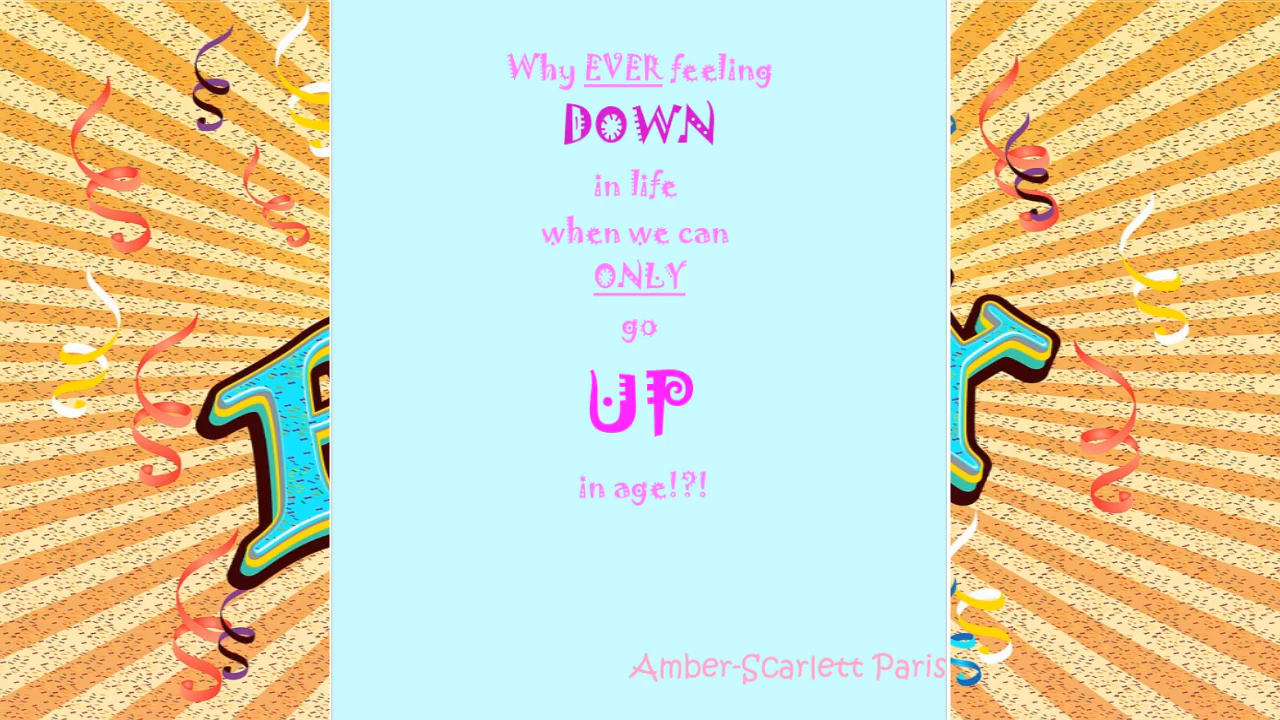 Why EVER feeling
DOWN
in life
when we can
ONLY
go
UP
in age!?!
Amber-Scarlett Paris